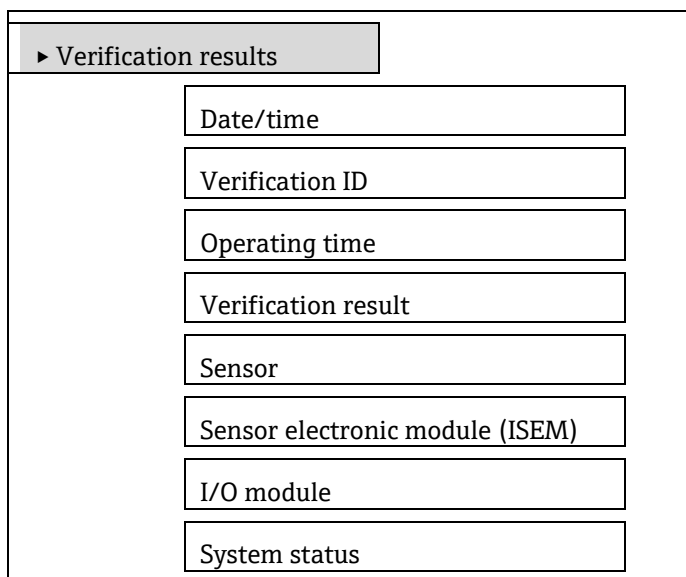 ▸ Verification results
Date/time
Verification ID
Operating time
Verification result
Sensor
Sensor electronic module (ISEM)
I/O module
System status